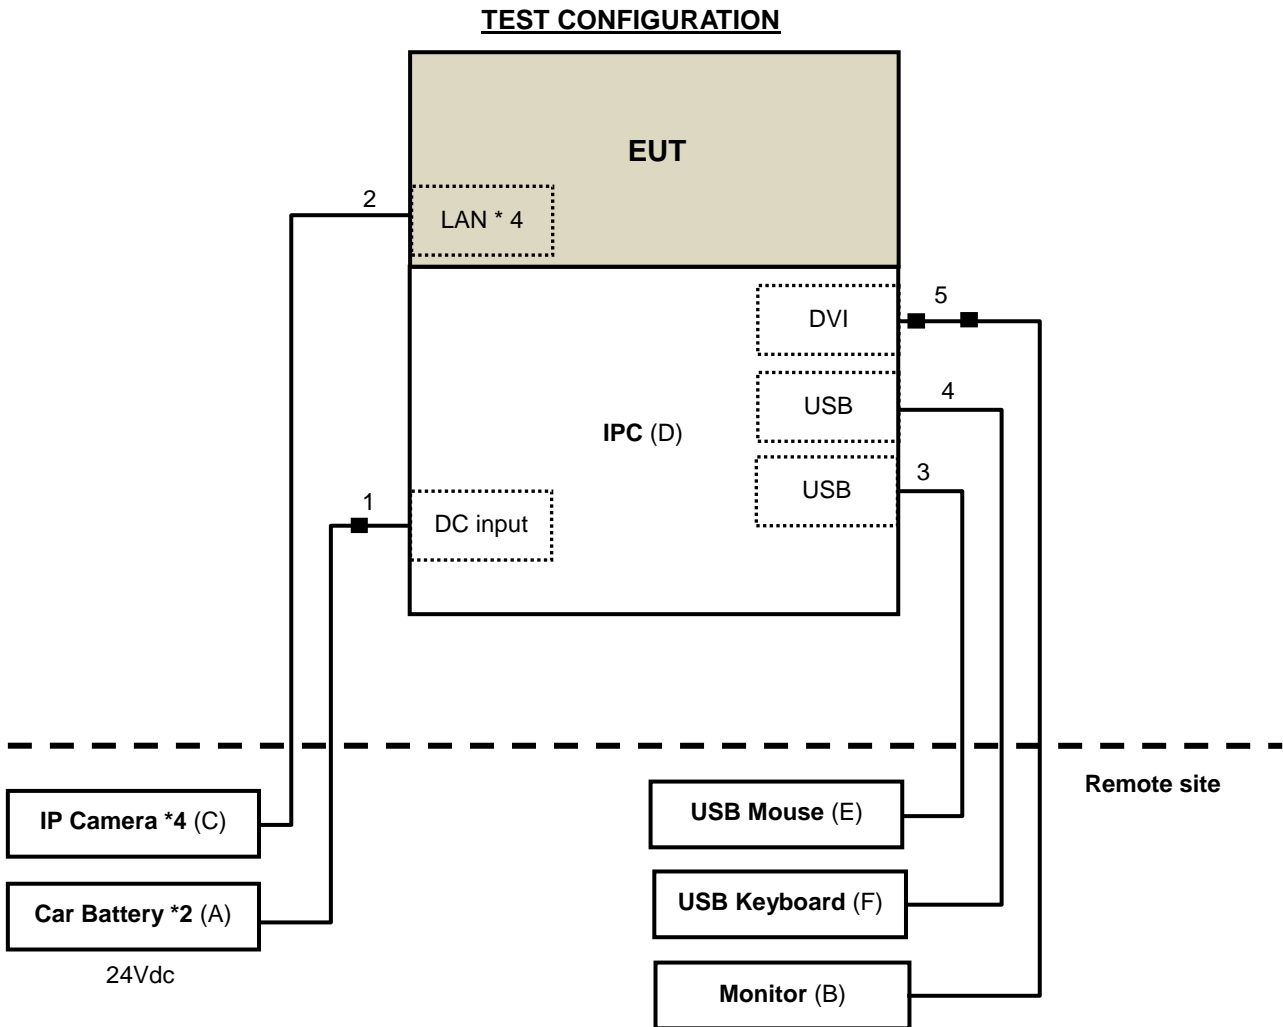 TEST CONFIGURATION
EUT
2
LAN * 4
5
DVI
4
USB
IPC (D)
3
USB
1
DC input
Remote site
IP Camera *4 (C)
USB Mouse (E)
USB Keyboard (F)
Car Battery *2 (A)
24Vdc
Monitor (B)